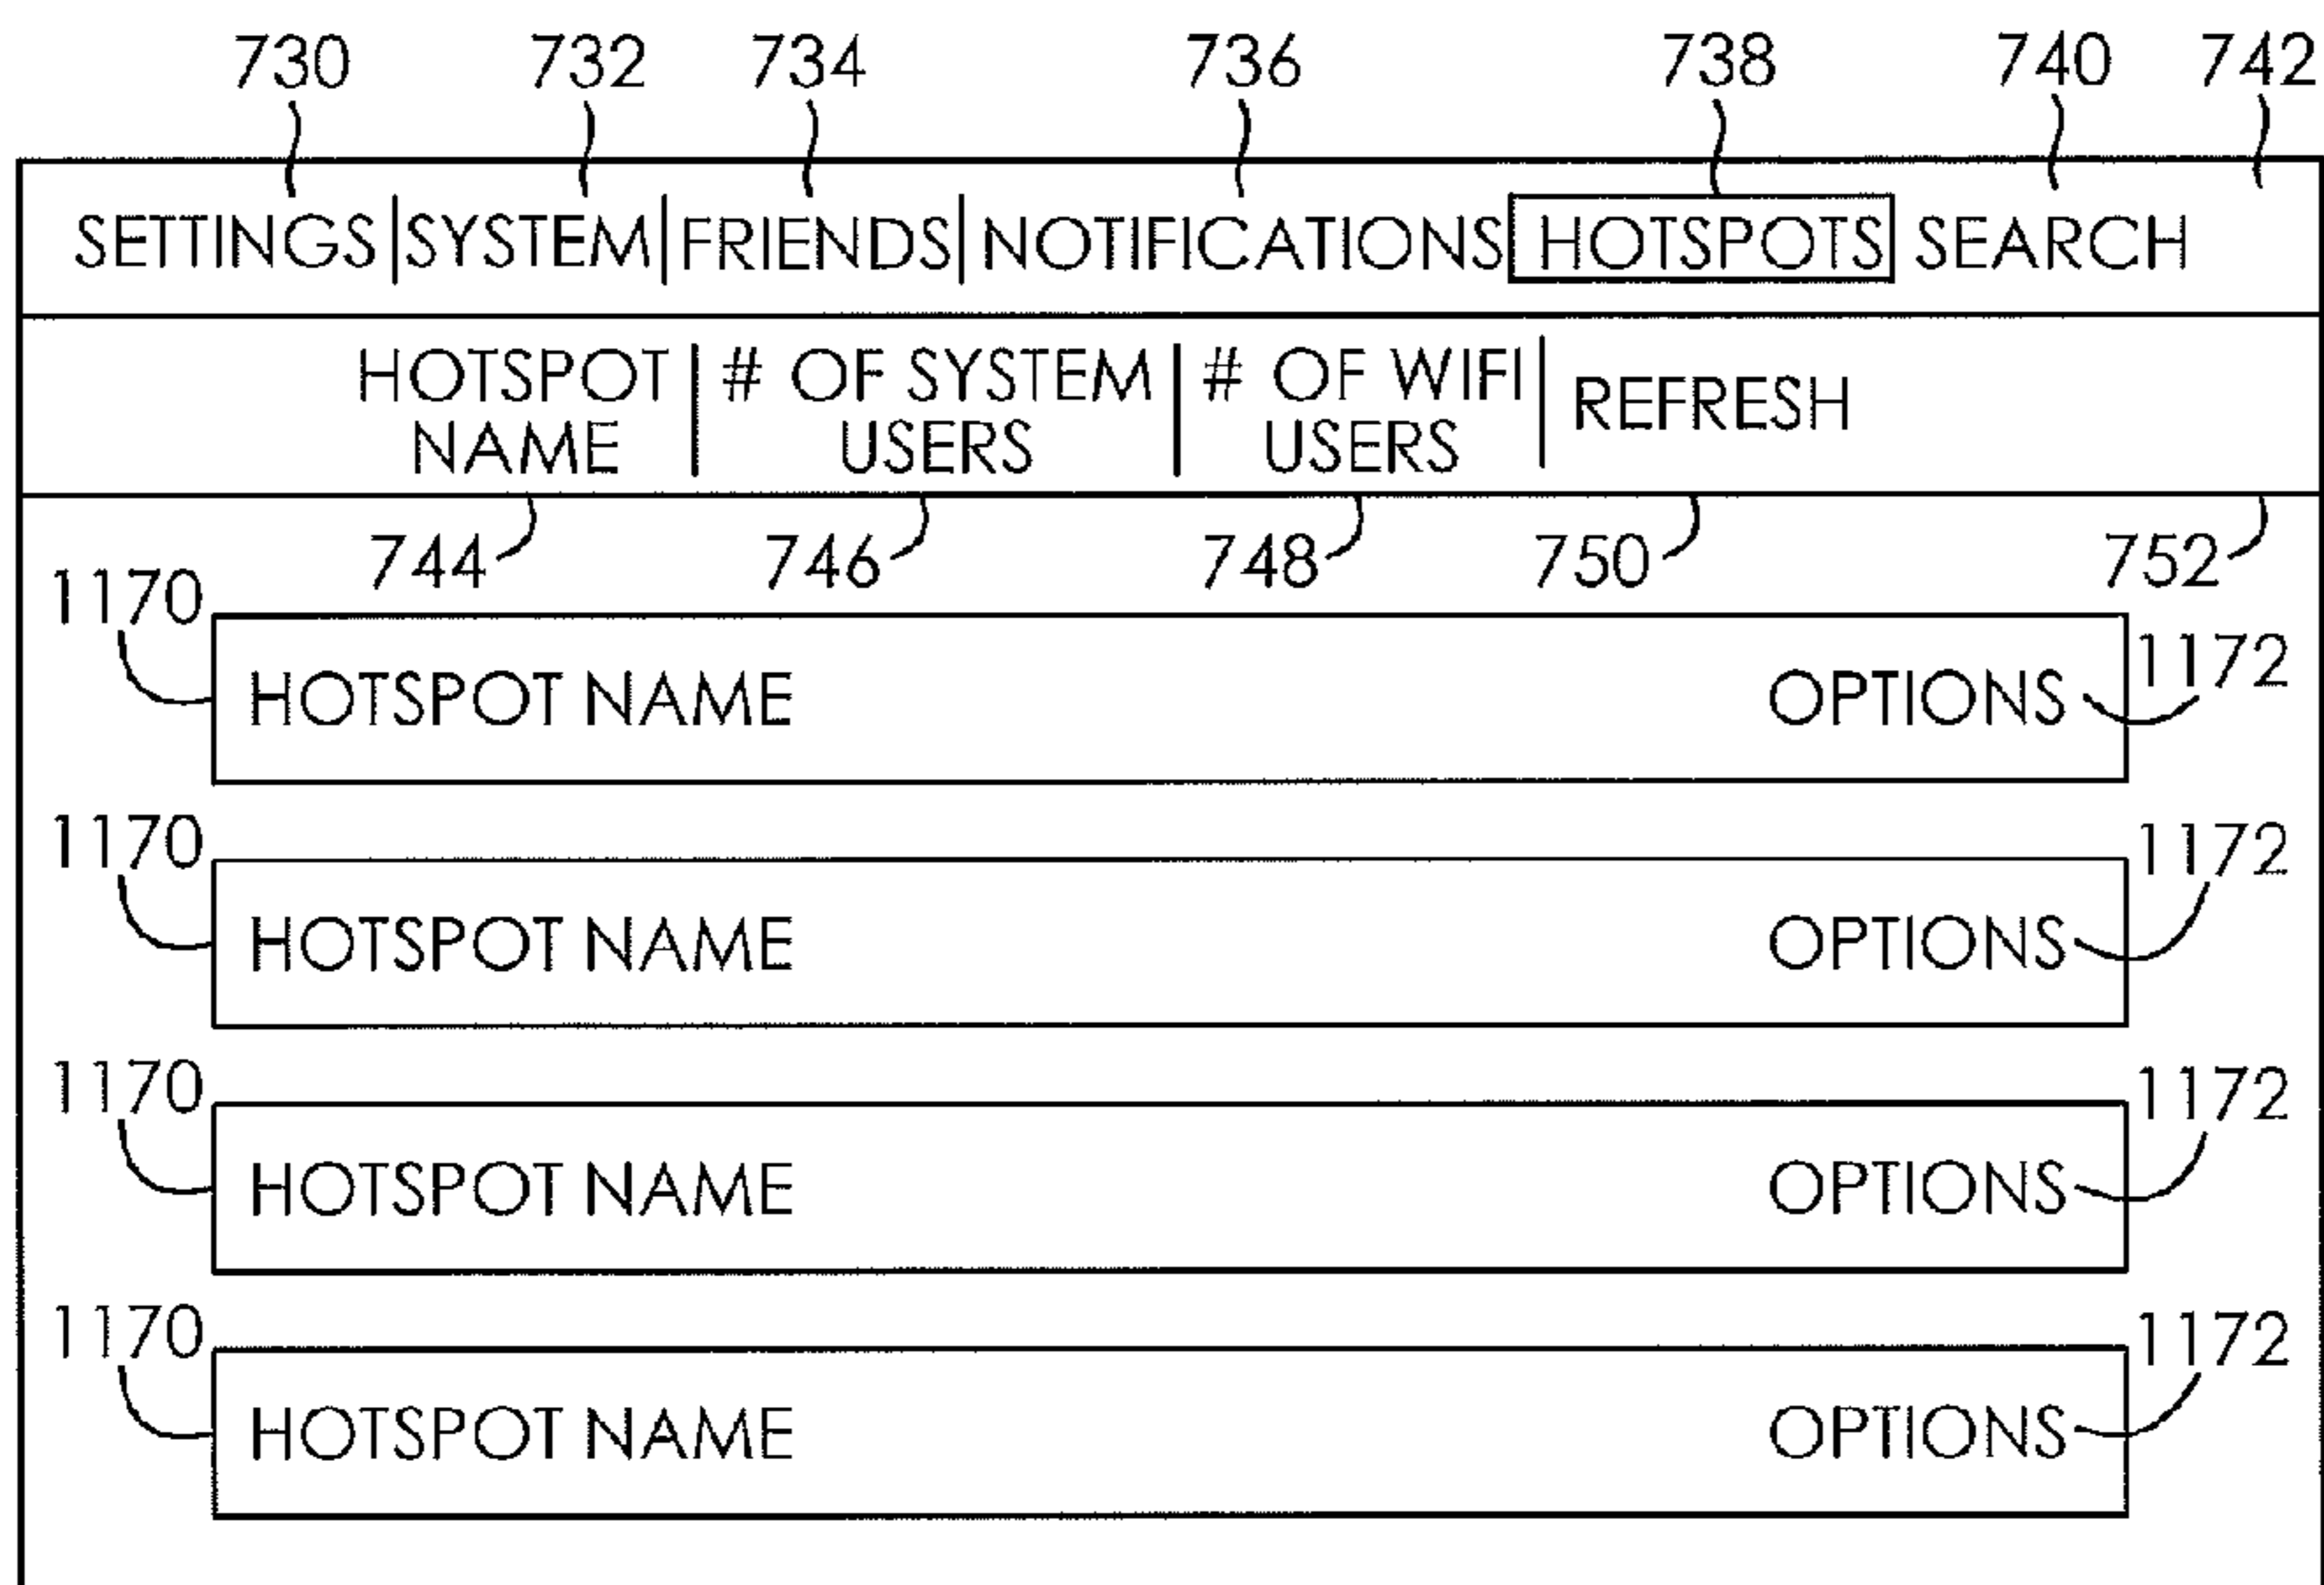 730 732 734 736 738 740 742
SETTINGS SYSTEM FRIENDS NOTIFICATIONS HOTSPOTS SEARCH
HOTSPOT NAME # OF SYSTEM USERS # OF WIFI USERS REFRESH
744 746 748 750 752
1170 HOTSPOT NAME OPTIONS 1172
1170 HOTSPOT NAME OPTIONS 1172
1170 HOTSPOT NAME OPTIONS 1172
1170 HOTSPOT NAME OPTIONS 1172